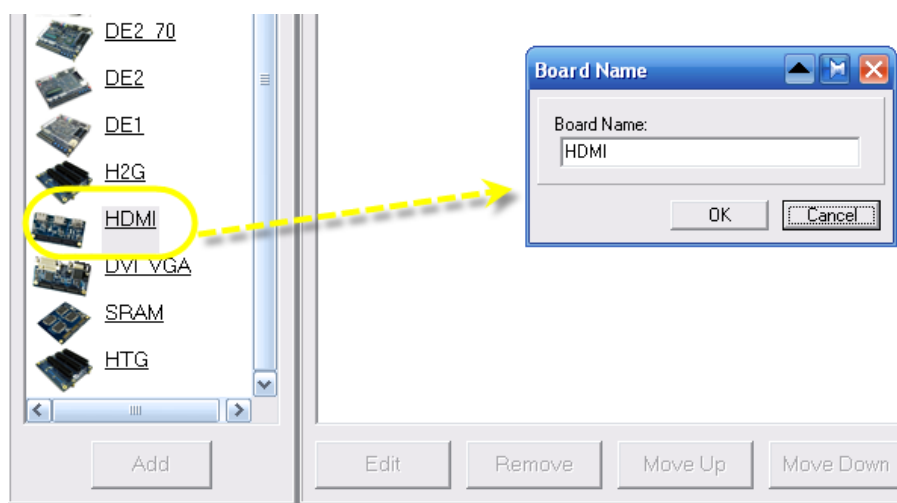 DE2_70
DE2
DE1
H2G
HDMI
DVI_VGA
SRAM
HTG
Add
Board Name
Board Name:
HDMI
OK
Cancel
Edit
Remove
Move Up
Move Down